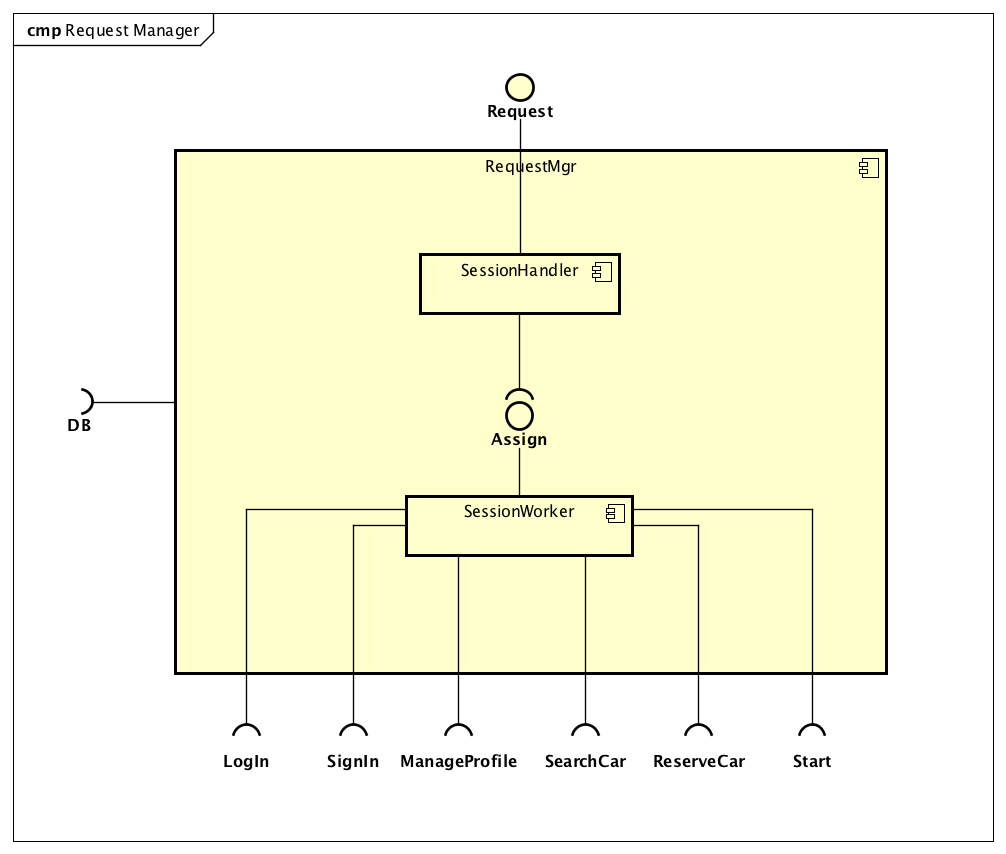 cmp Request Manager
Request
RequestMgr
SessionHandler
DB
Assign
SessionWorker
LogIn SignIn ManageProfile SearchCar ReserveCar Start